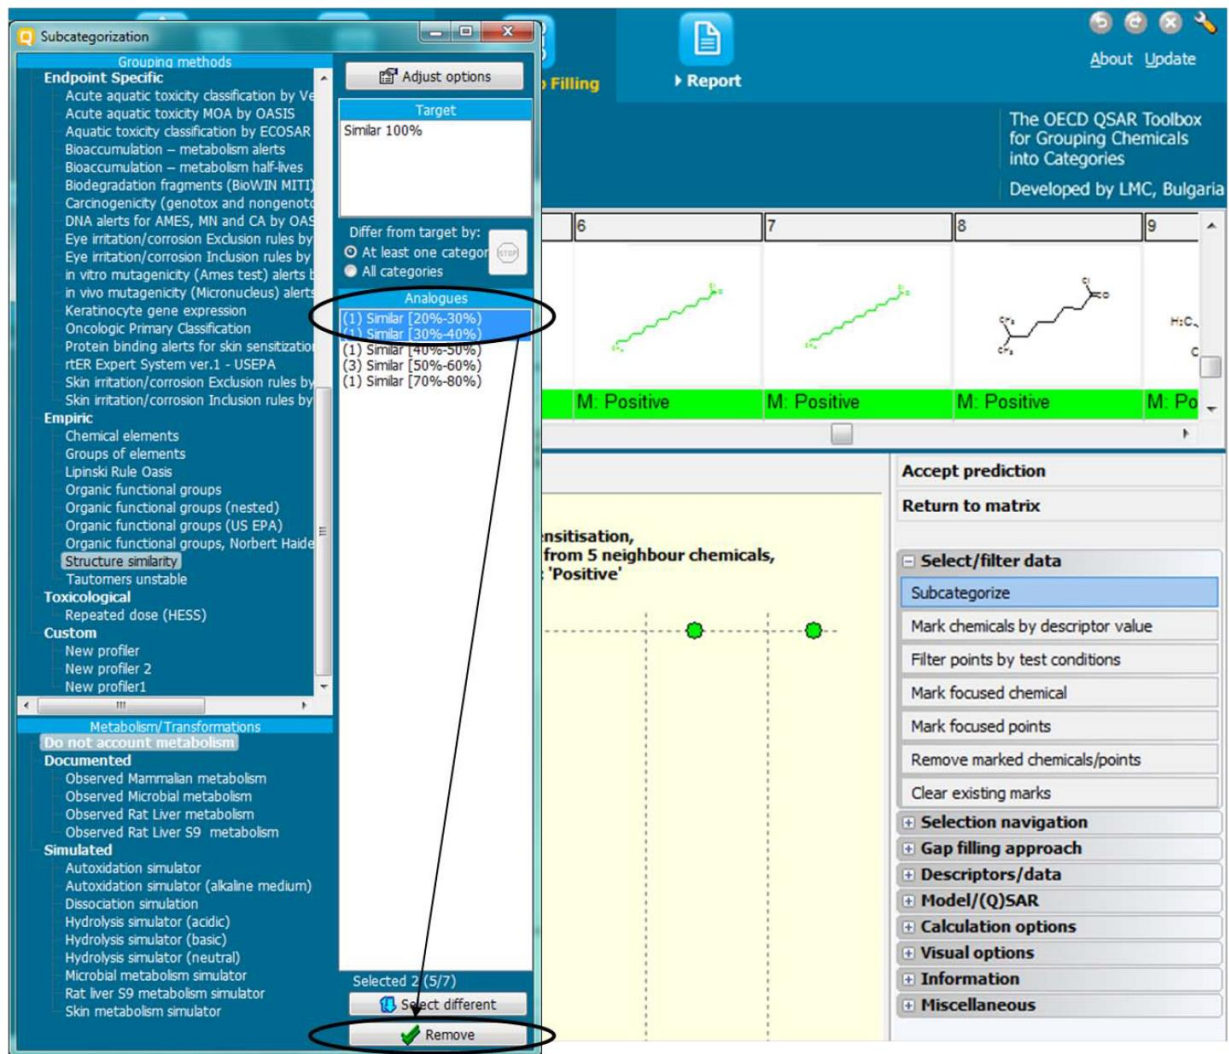 Subcategorization
Grouping methods
Endpoint Specific
Acute aquatic toxicity classification by Ve
Acute aquatic toxicity MOA by OASIS
Aquatic toxicity classification by ECOSAR
Bioaccumulation – metabolism alerts
Bioaccumulation – metabolism half-lives
Biodegradation fragments (BioWIN MITI)
Carcinogenicity (genotox and nongenoto
DNA alerts for AMES, MN and CA by OAS
Eye irritation/corrosion Exclusion rules by
Eye irritation/corrosion Inclusion rules by
in vitro mutagenicity (Ames test) alerts b
in vivo mutagenicity (Micronucleus) alerts
Keratinocyte gene expression
Oncologic Primary Classification
Protein binding alerts for skin sensitization
rtER Expert System ver.1 - USEPA
Skin irritation/corrosion Exclusion rules by
Skin irritation/corrosion Inclusion rules by
Empiric
Chemical elements
Groups of elements
Lipinski Rule Oasis
Organic functional groups
Organic functional groups (nested)
Organic functional groups (US EPA)
Organic functional groups, Norbert Haide
Structure similarity
Tautomers unstable
Toxicological
Repeated dose (HESS)
Custom
New profiler
New profiler 2
New profiler1
Metabolism/Transformations
Do not account metabolism
Documented
Observed Mammalian metabolism
Observed Microbial metabolism
Observed Rat Liver metabolism
Observed Rat Liver S9 metabolism
Simulated
Autoxidation simulator
Autoxidation simulator (alkaline medium)
Dissociation simulation
Hydrolysis simulator (acidic)
Hydrolysis simulator (basic)
Hydrolysis simulator (neutral)
Microbial metabolism simulator
Rat liver S9 metabolism simulator
Skin metabolism simulator
Adjust options
Target
Similar 100%
Differ from target by:
At least one categor
STOP
All categories
Analogues
(1) Similar [20%-30%)
(1) Similar [30%-40%)
(1) Similar [40%-50%)
(3) Similar [50%-60%)
(1) Similar [70%-80%)
Selected 2 (5/7)
Select different
Remove
Filling
Report
About Update
The OECD QSAR Toolbox
for Grouping Chemicals
into Categories
Developed by LMC, Bulgaria
6 7 8 9
M: Positive M: Positive M: Positive M: Po
nsitisation,
from 5 neighbour chemicals,
: 'Positive'
Accept prediction
Return to matrix
Select/filter data
Subcategorize
Mark chemicals by descriptor value
Filter points by test conditions
Mark focused chemical
Mark focused points
Remove marked chemicals/points
Clear existing marks
Selection navigation
Gap filling approach
Descriptors/data
Model/(Q)SAR
Calculation options
Visual options
Information
Miscellaneous